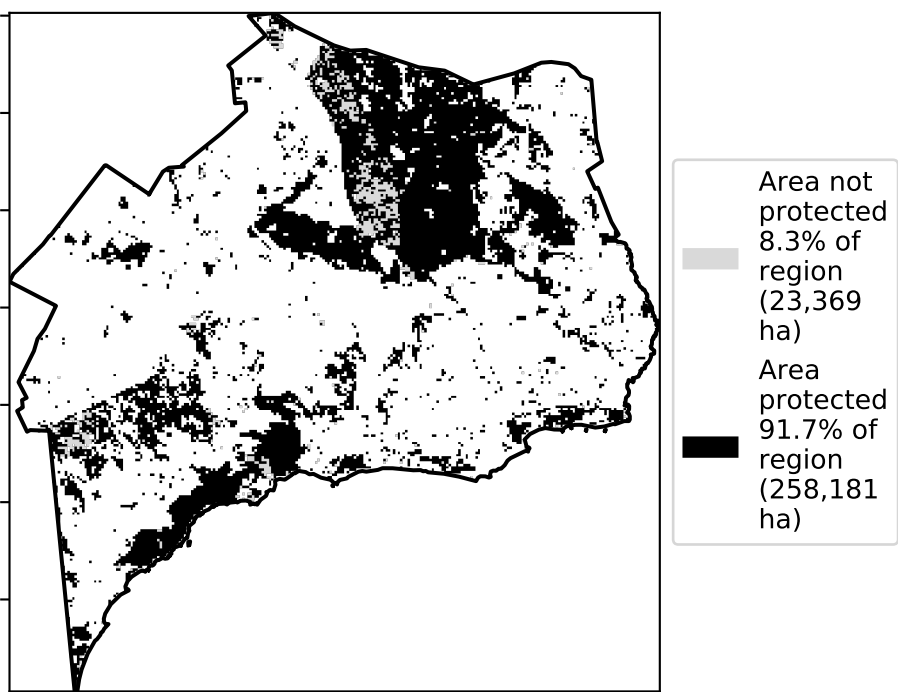 Area not
protected
8.3% of
region
(23,369
ha)
Area
protected
91.7% of
region
(258,181
ha)